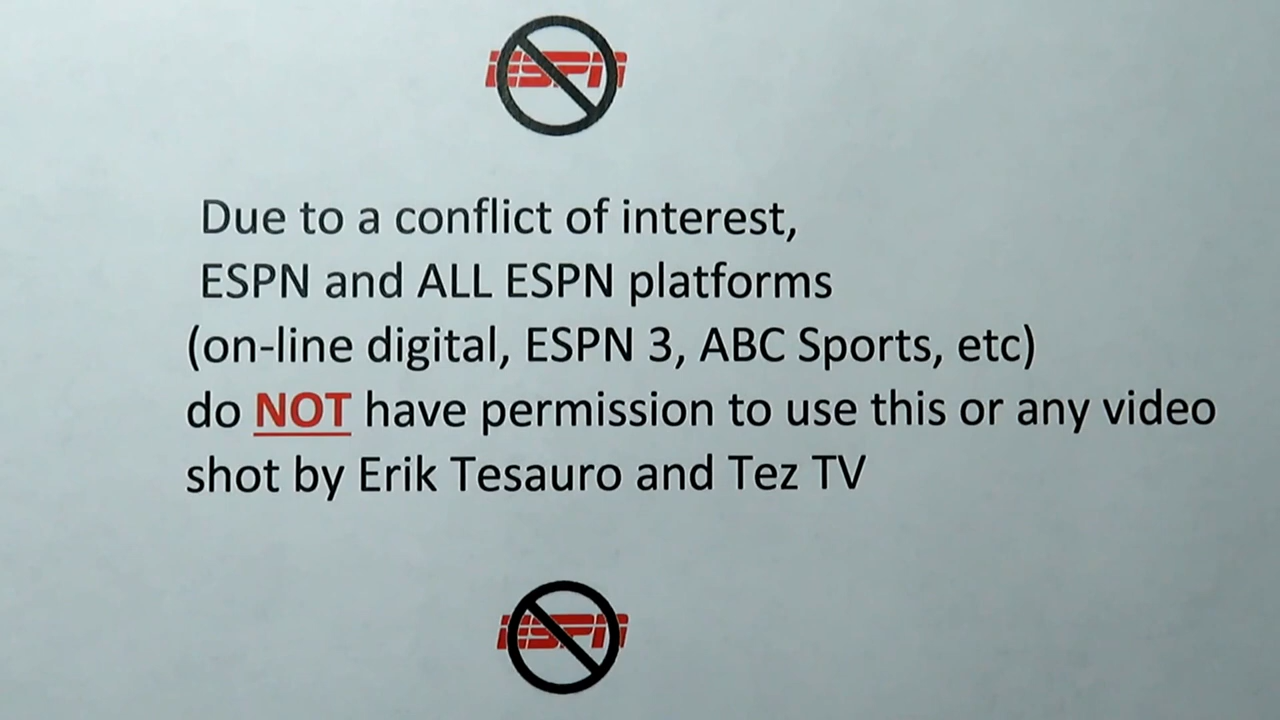 ESPN
Due to a conflict of interest,
ESPN and ALL ESPN platforms
(on-line digital, ESPN 3, ABC Sports, etc)
do NOT have permission to use this or any video
shot by Erik Tesauro and Tez TV
ESPN